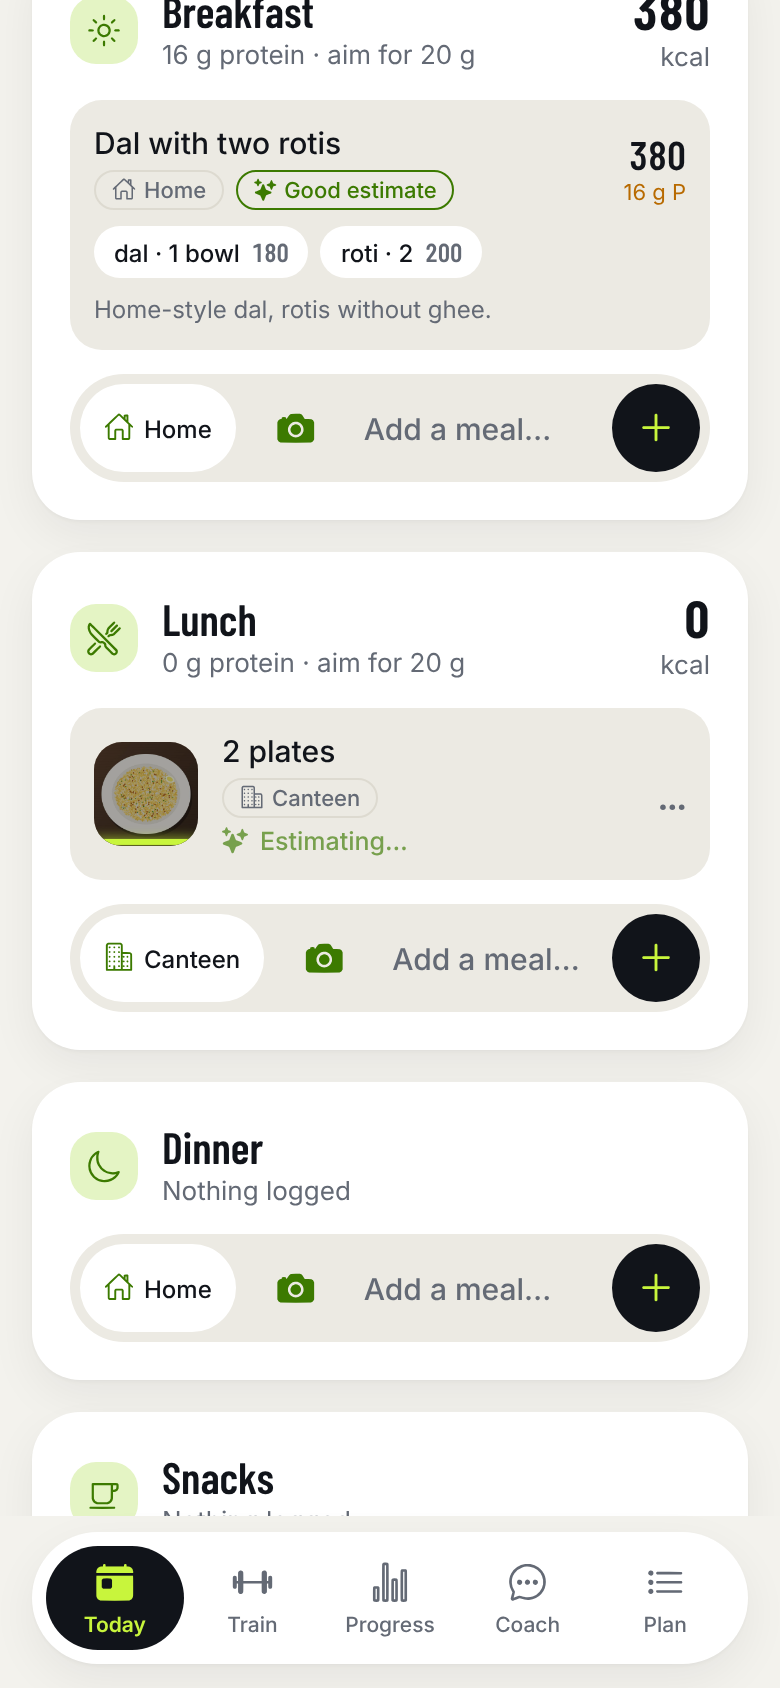 Breakfast
380
16 g protein · aim for 20 g
kcal
Dal with two rotis
380
Home
Good estimate
16 g P
dal · 1 bowl 180
roti · 2 200
Home-style dal, rotis without ghee.
Home
Add a meal...
Lunch
0
0 g protein · aim for 20 g
kcal
2 plates
Canteen
Estimating...
Canteen
Add a meal...
Dinner
Nothing logged
Home
Add a meal...
Snacks
Nothing logged
Today
Train
Progress
Coach
Plan